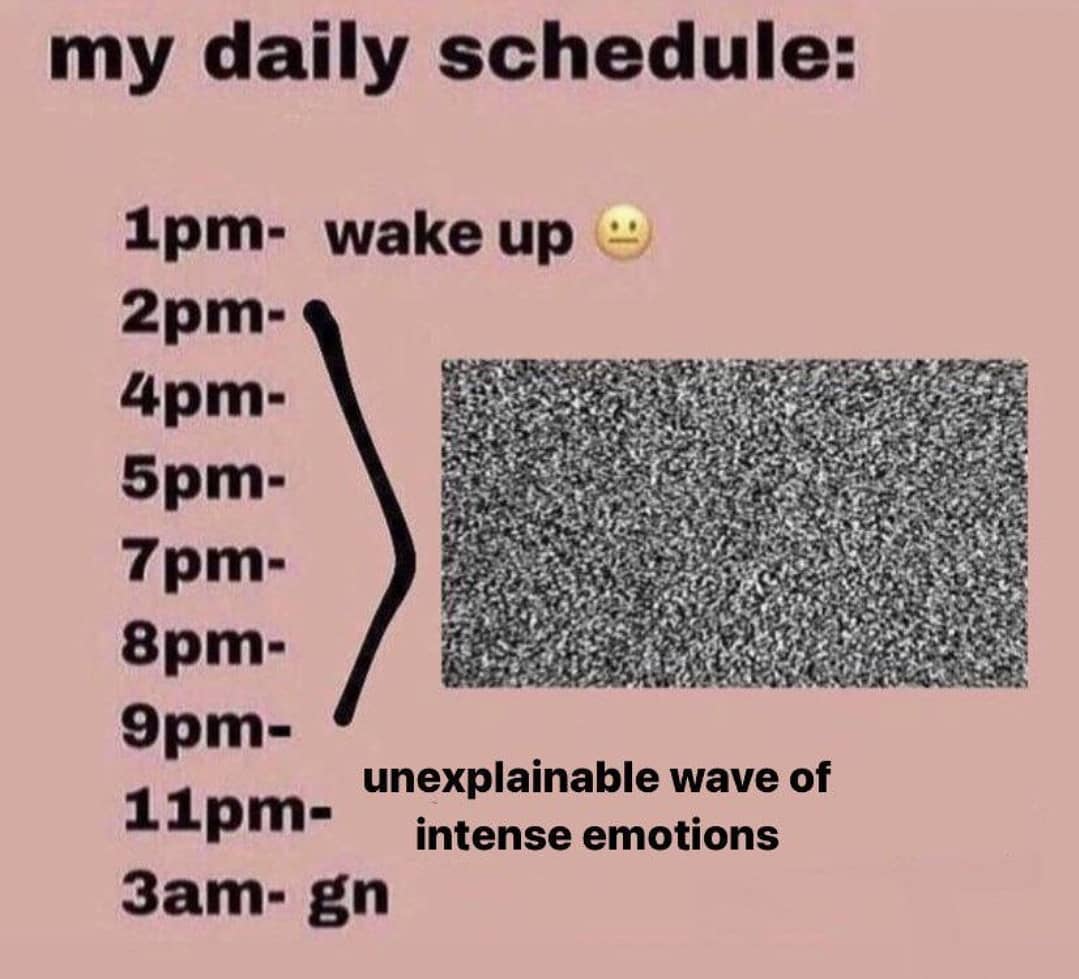 my daily schedule:
1pm- wake up 😐
2pm-
4pm-
5pm-
7pm-
8pm-
9pm-
11pm- unexplainable wave of
intense emotions
3am- gn